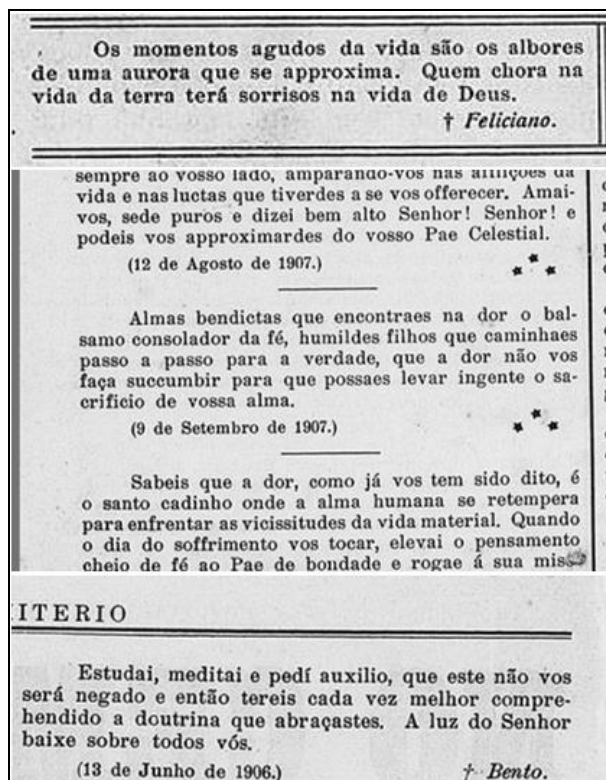 Os momentos agudos da vida são os albores
de uma aurora que se approxima. Quem chora na
vida da terra terá sorrisos na vida de Deus.
† Feliciano.
sempre ao vosso lado, amparando-vos nas afflições da
vida e nas luctas que tiverdes a se vos offerecer. Amai-
vos, sede puros e dizei bem alto Senhor! Senhor! e
podeis vos approximardes do vosso Pae Celestial.
(12 de Agosto de 1907.)
Almas bendictas que encontraes na dor o bal-
samo consolador da fé, humildes filhos que caminhaes
passo a passo para a verdade, que a dor não vos
faça succumbir para que possaes levar ingente o sa-
crificio de vossa alma.
(9 de Setembro de 1907.)
Sabeis que a dor, como já vos tem sido dito, é
o santo cadinho onde a alma humana se retempera
para enfrentar as vicissitudes da vida material. Quando
o dia do soffrimento vos tocar, elevai o pensamento
cheio de fé ao Pae de bondade e rogae á sua
ITERIO
Estudai, meditai e pedí auxilio, que este não vos
será negado e então tereis cada vez melhor compre-
hendido a doutrina que abraçastes. A luz do Senhor
baixe sobre todos vós.
(13 de Junho de 1906.) † Bento.